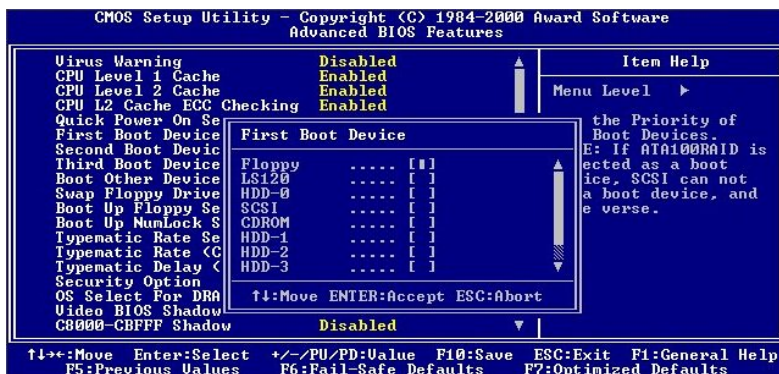 CMOS Setup Utility - Copyright (C) 1984-2000 Award Software
Advanced BIOS Features
Virus Warning Disabled
CPU Level 1 Cache Enabled
CPU Level 2 Cache Enabled
CPU L2 Cache ECC Checking Enabled
Quick Power On Se
First Boot Device
Second Boot Devic
Third Boot Device
Boot Other Device
Swap Floppy Drive
Boot Up Floppy Se
Boot Up NumLock S
Typematic Rate Se
Typematic Rate (C
Typematic Delay (
Security Option
OS Select For DRA
Video BIOS Shadow
C8000-CBFFF Shadow Disabled
First Boot Device
Floppy ..... [▮]
LS120 ..... [ ]
HDD-0 ..... [ ]
SCSI ..... [ ]
CDROM ..... [ ]
HDD-1 ..... [ ]
HDD-2 ..... [ ]
HDD-3 ..... [ ]
↑↓:Move ENTER:Accept ESC:Abort
Item Help
Menu Level ▶
the Priority of
Boot Devices.
E: If ATA100RAID is
ected as a boot
ice, SCSI can not
a boot device, and
e verse.
↑↓→←:Move Enter:Select +/-/PU/PD:Value F10:Save ESC:Exit F1:General Help
F5:Previous Values F6:Fail-Safe Defaults F7:Optimized Defaults